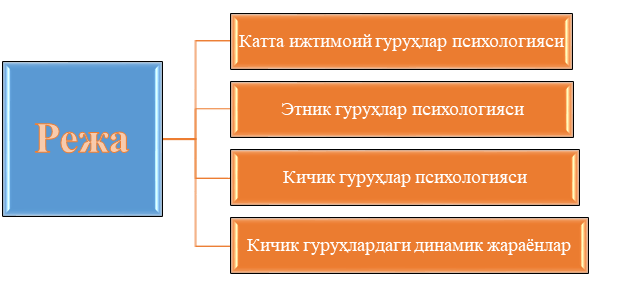 Режа
Катта ижтимоий гуруҳлар психологияси
Этник гуруҳлар психологияси
Кичик гуруҳлар психологияси
Кичик гуруҳлардаги динамик жараёнлар